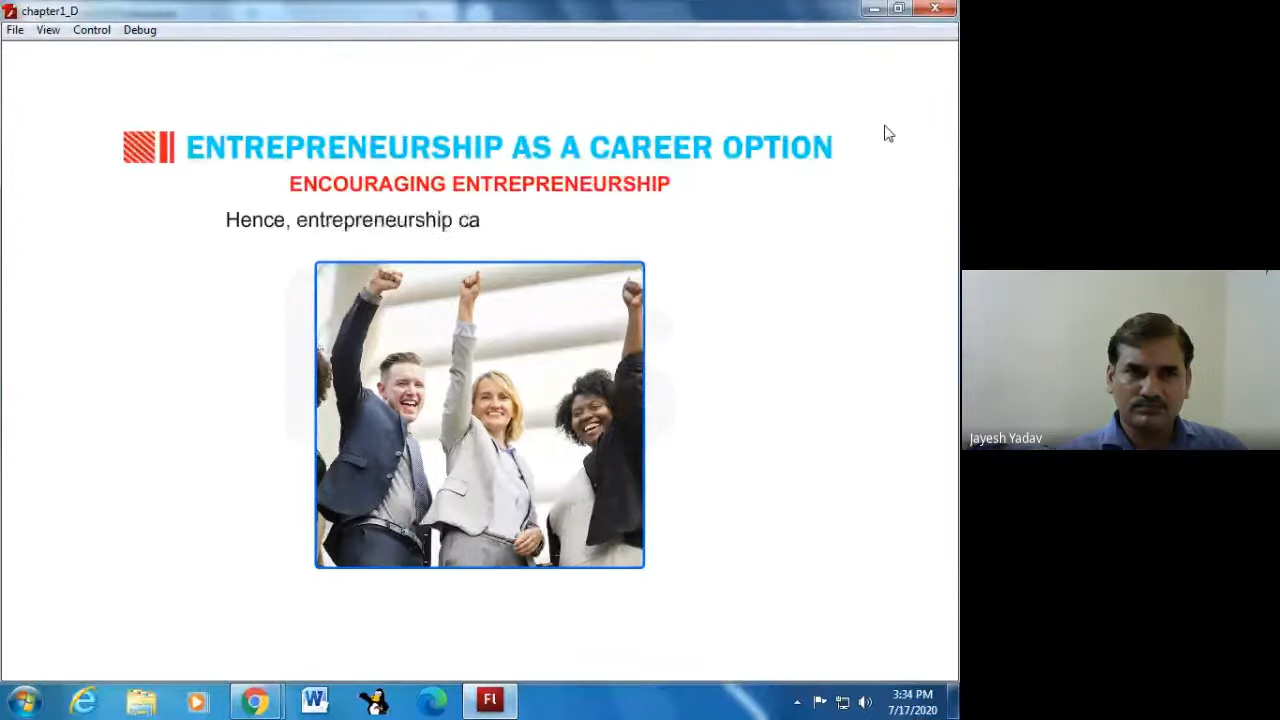 chapter1_D
File View Control Debug
ENTREPRENEURSHIP AS A CAREER OPTION
ENCOURAGING ENTREPRENEURSHIP
Hence, entrepreneurship ca
Jayesh Yadav
W
Fl
3:34 PM
7/17/2020